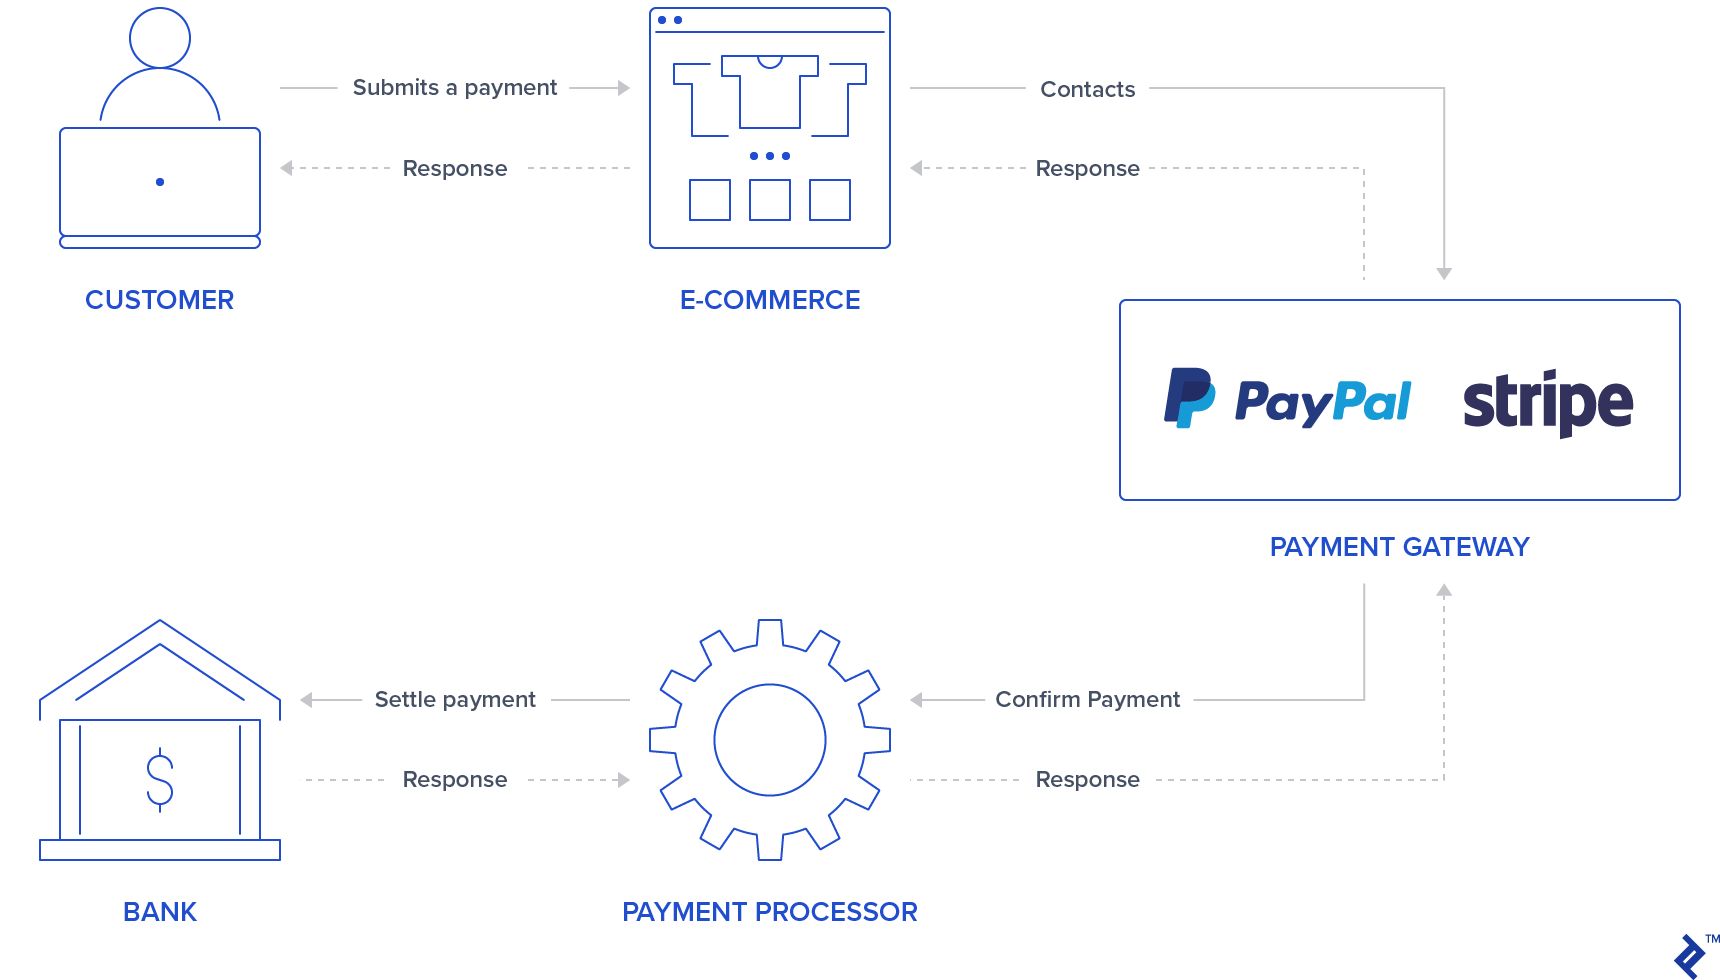 Submits a payment
Contacts
Response
Response
CUSTOMER
E-COMMERCE
PayPal
stripe
PAYMENT GATEWAY
$
Settle payment
Confirm Payment
Response
Response
BANK
PAYMENT PROCESSOR
TM